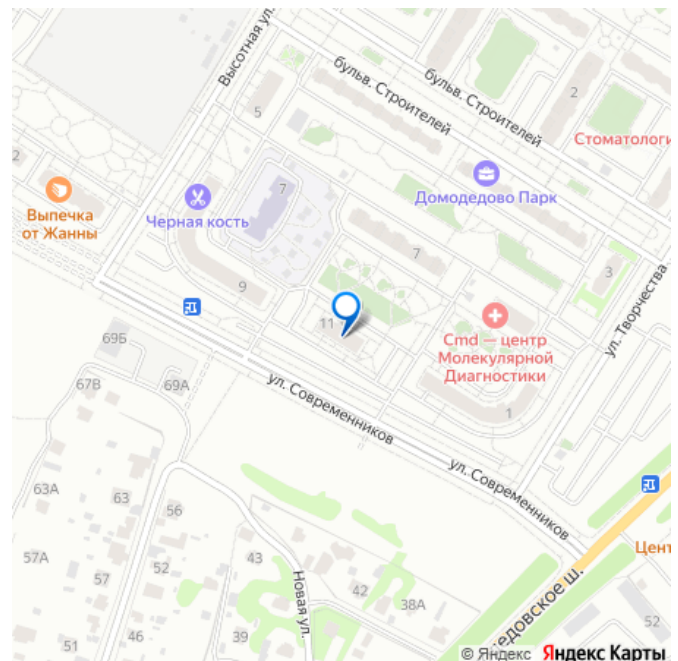 Высотная ул.
бульв. Строителей
бульв. Строителей
2
Стоматологи
5
2
Выпечка
от Жанны
Черная кость
7
Домодедово Парк
7
3
9
11
ул. Творчества
Cmd — центр
Молекулярной
Диагностики
69Б
67В
69А
ул. Современников
1
ул. Современников
63А
63
56
57А
57
52
43
42
38А
Новая ул.
Цент
едовское ш.
51
46
39
52
© Яндекс Яндекс Карты